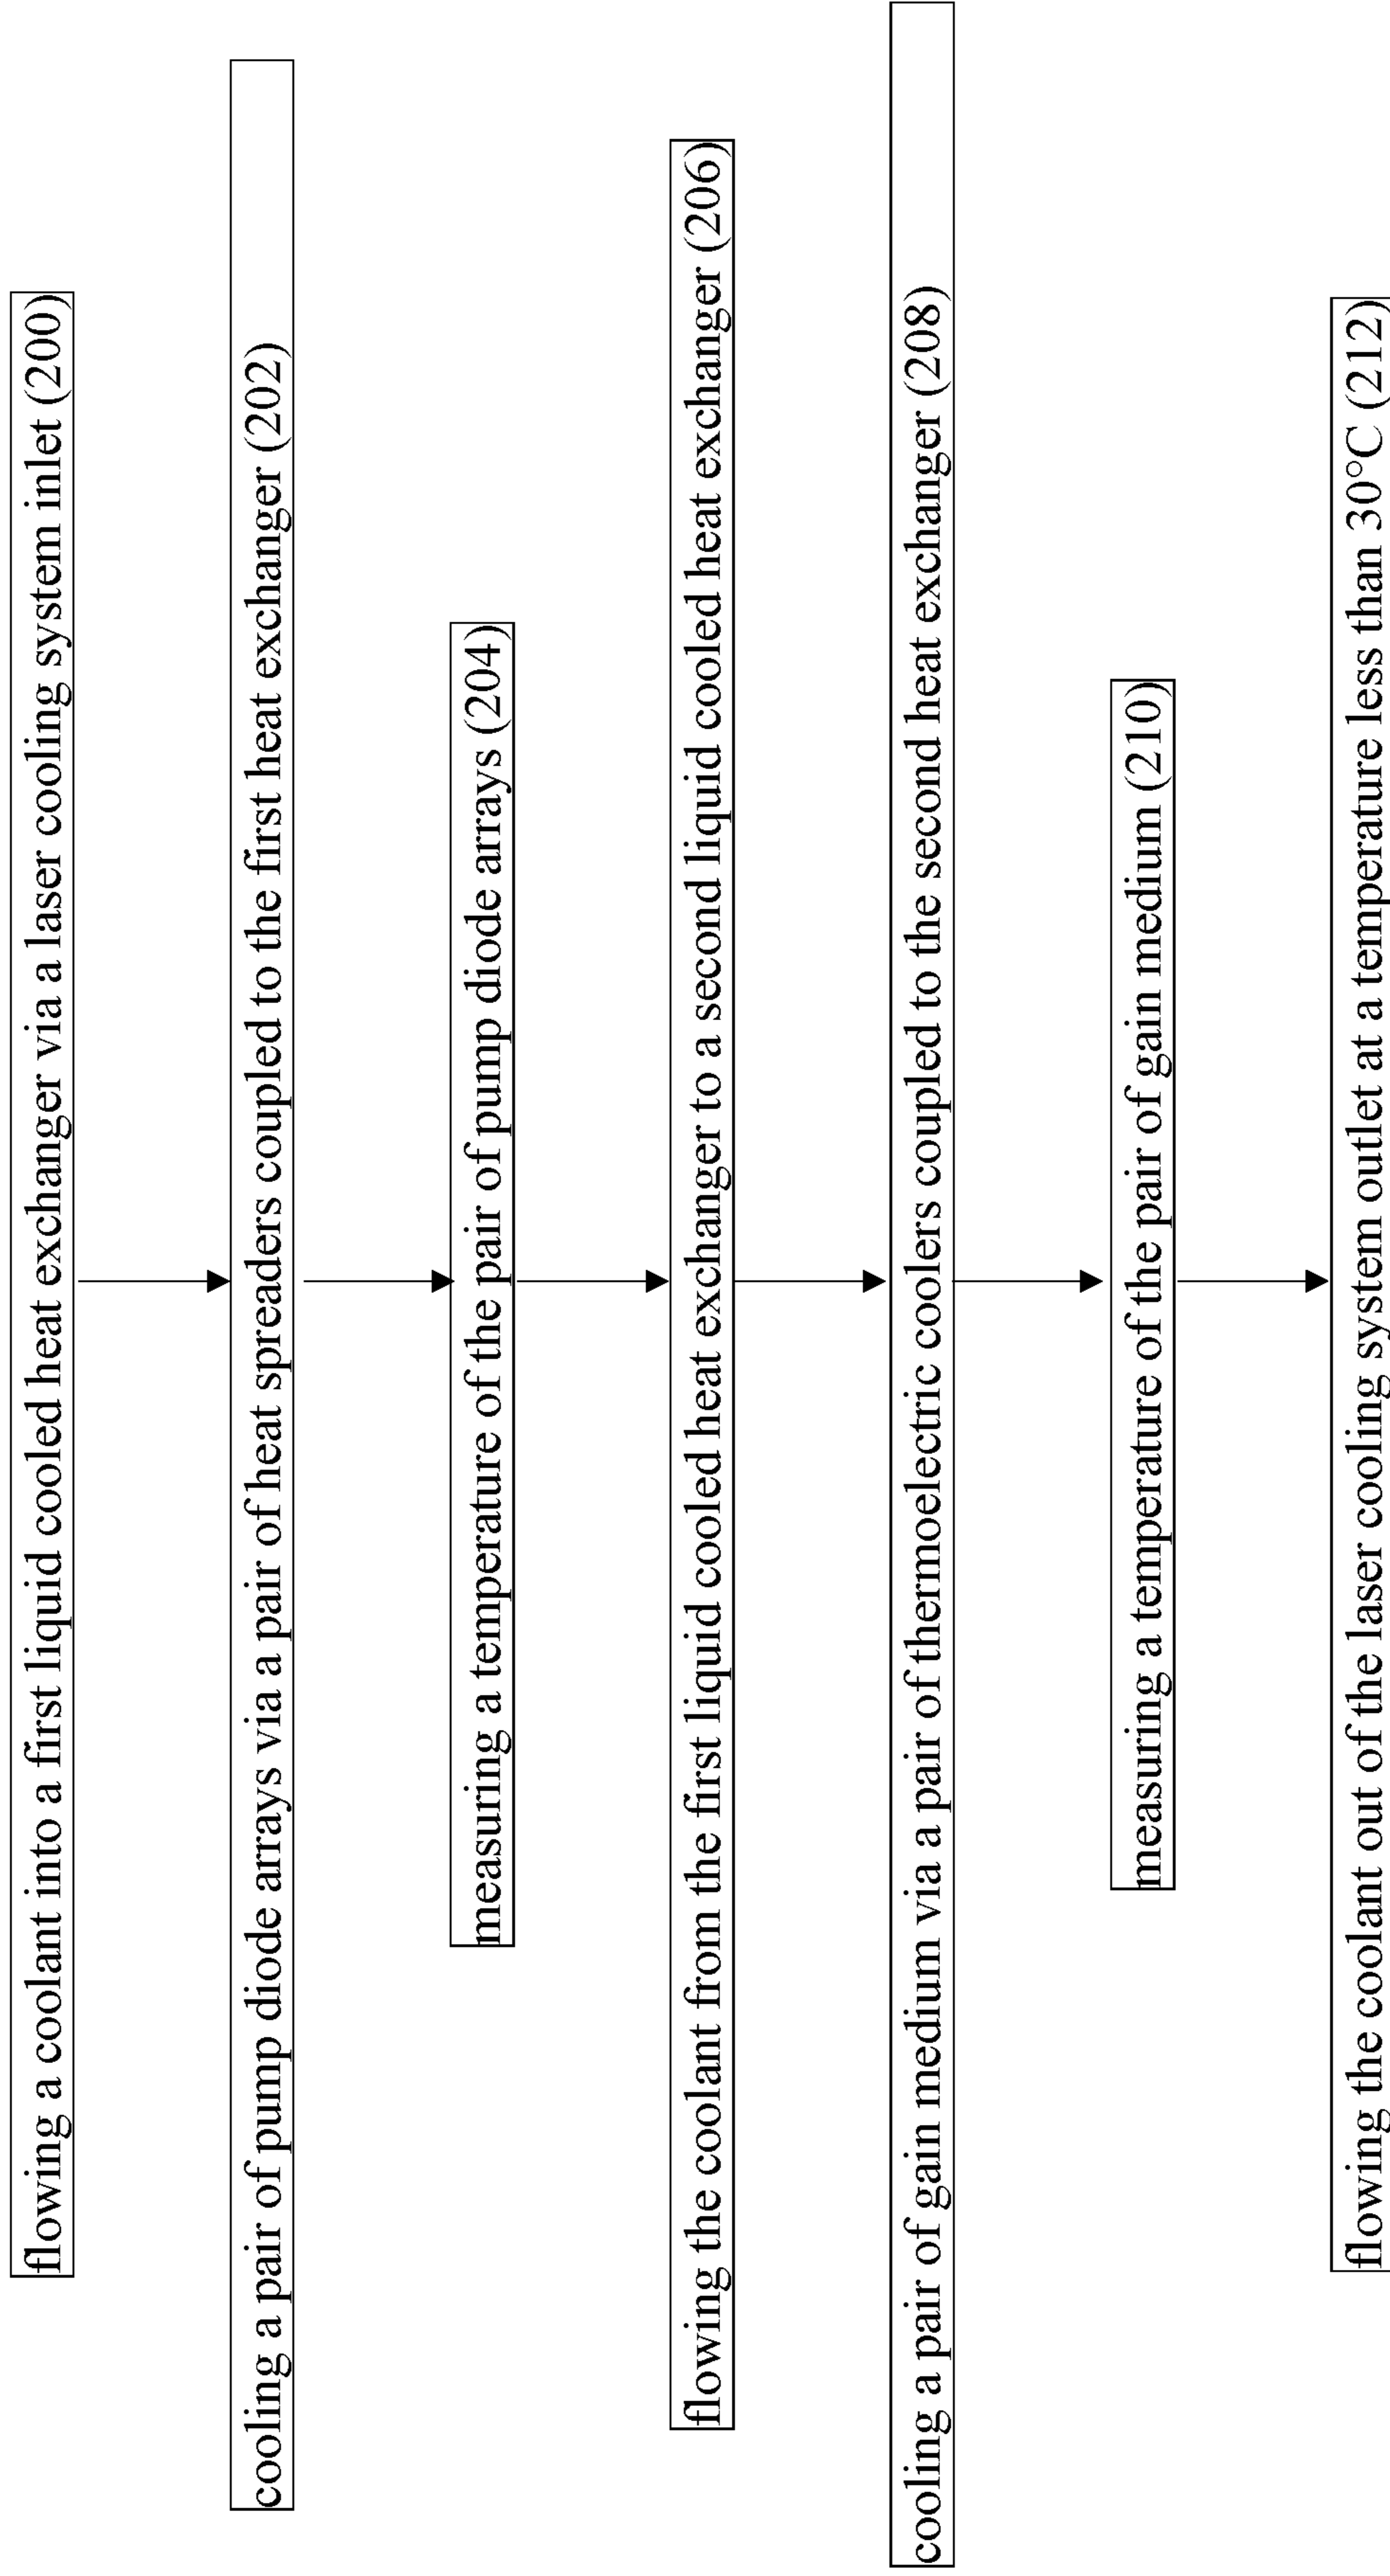 flowing a coolant into a first liquid cooled heat exchanger via a laser cooling system inlet (200)
cooling a pair of pump diode arrays via a pair of heat spreaders coupled to the first heat exchanger (202)
measuring a temperature of the pair of pump diode arrays (204)
flowing the coolant from the first liquid cooled heat exchanger to a second liquid cooled heat exchanger (206)
cooling a pair of gain medium via a pair of thermoelectric coolers coupled to the second heat exchanger (208)
measuring a temperature of the pair of gain medium (210)
flowing the coolant out of the laser cooling system outlet at a temperature less than 30°C (212)